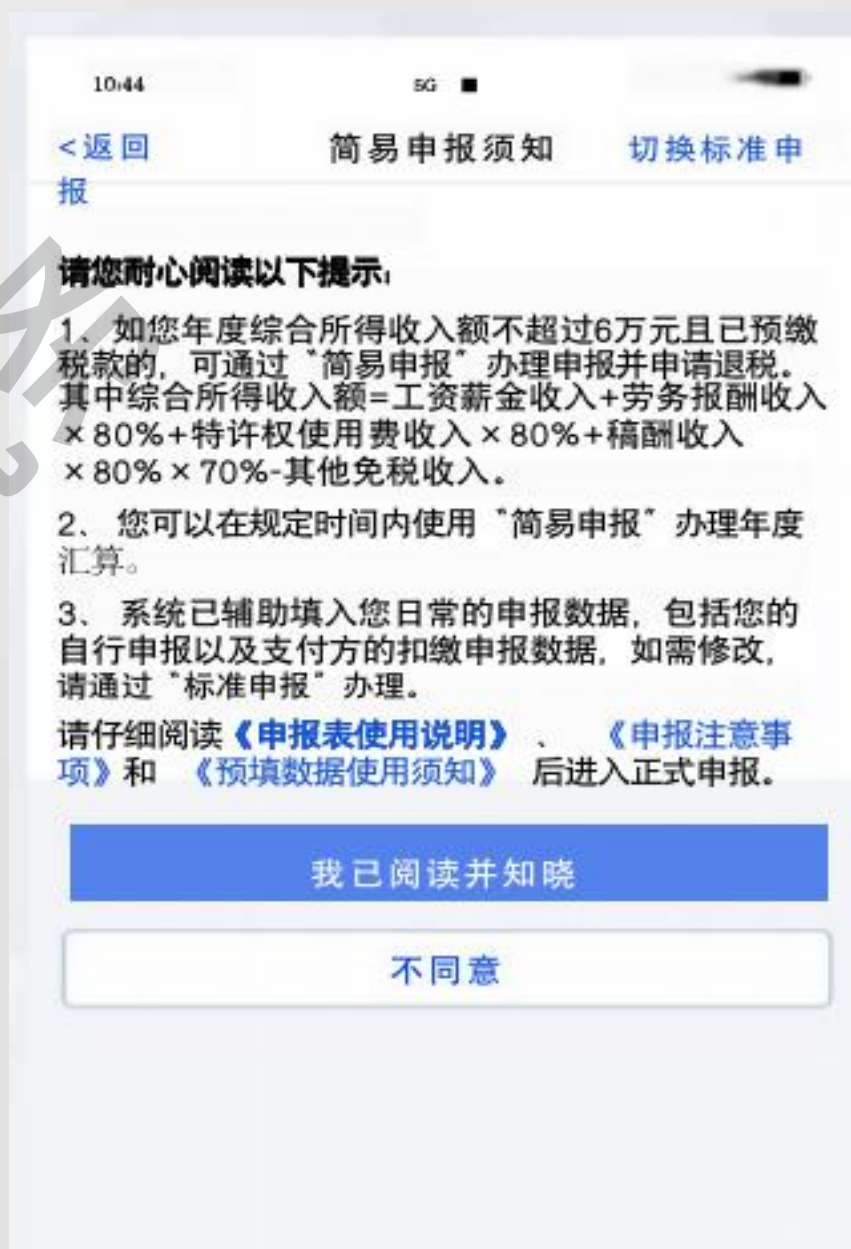 10:44 5G
<返回 简易申报须知 切换标准申
报
请您耐心阅读以下提示:
1、如您年度综合所得收入额不超过6万元且已预缴
税款的，可通过“简易申报”办理申报并申请退税。
其中综合所得收入额=工资薪金收入+劳务报酬收入
×80%+特许权使用费收入×80%+稿酬收入
×80%×70%-其他免税收入。
2、您可以在规定时间内使用“简易申报”办理年度
汇算。
3、系统已辅助填入您日常的申报数据，包括您的
自行申报以及支付方的扣缴申报数据，如需修改，
请通过“标准申报”办理。
请仔细阅读《申报表使用说明》、《申报注意事
项》和《预填数据使用须知》后进入正式申报。
我已阅读并知晓
不同意